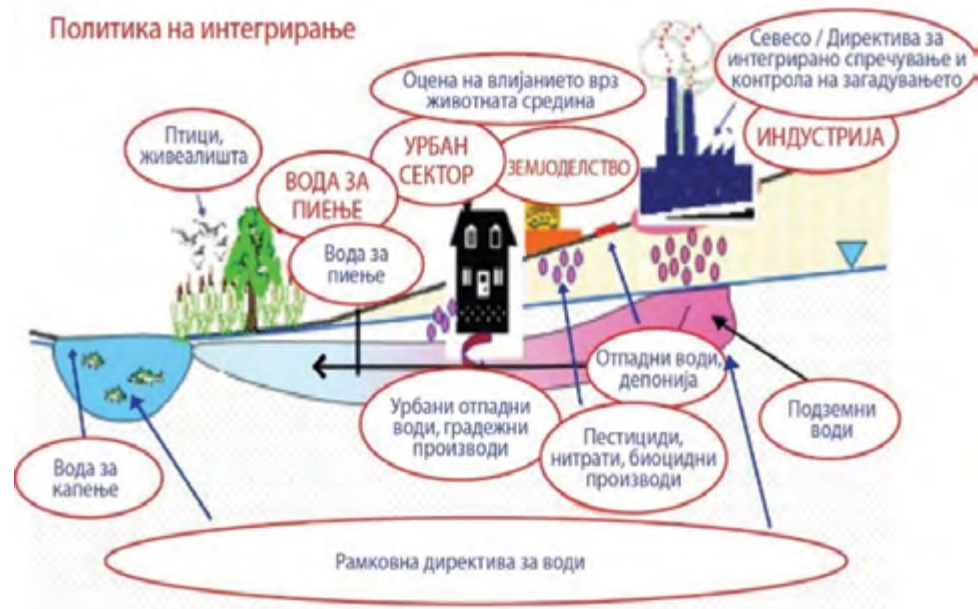 Политика на интегрирање
Севесо / Директива за
интегрирано спречување и
контрола на загадувањето
Оцена на влијанието врз
животната средина
Птици,
живеалишта
УРБАН
СЕКТОР
ИНДУСТРИЈА
ВОДА ЗА
ПИЕЊЕ
ЗЕМЈОДЕЛСТВО
Вода за
пиење
Отпадни води,
депонија
Урбани отпадни
води, градежни
производи
Подземни
води
Пестициди,
нитрати, биоцидни
производи
Вода за
капење
Рамковна директива за води